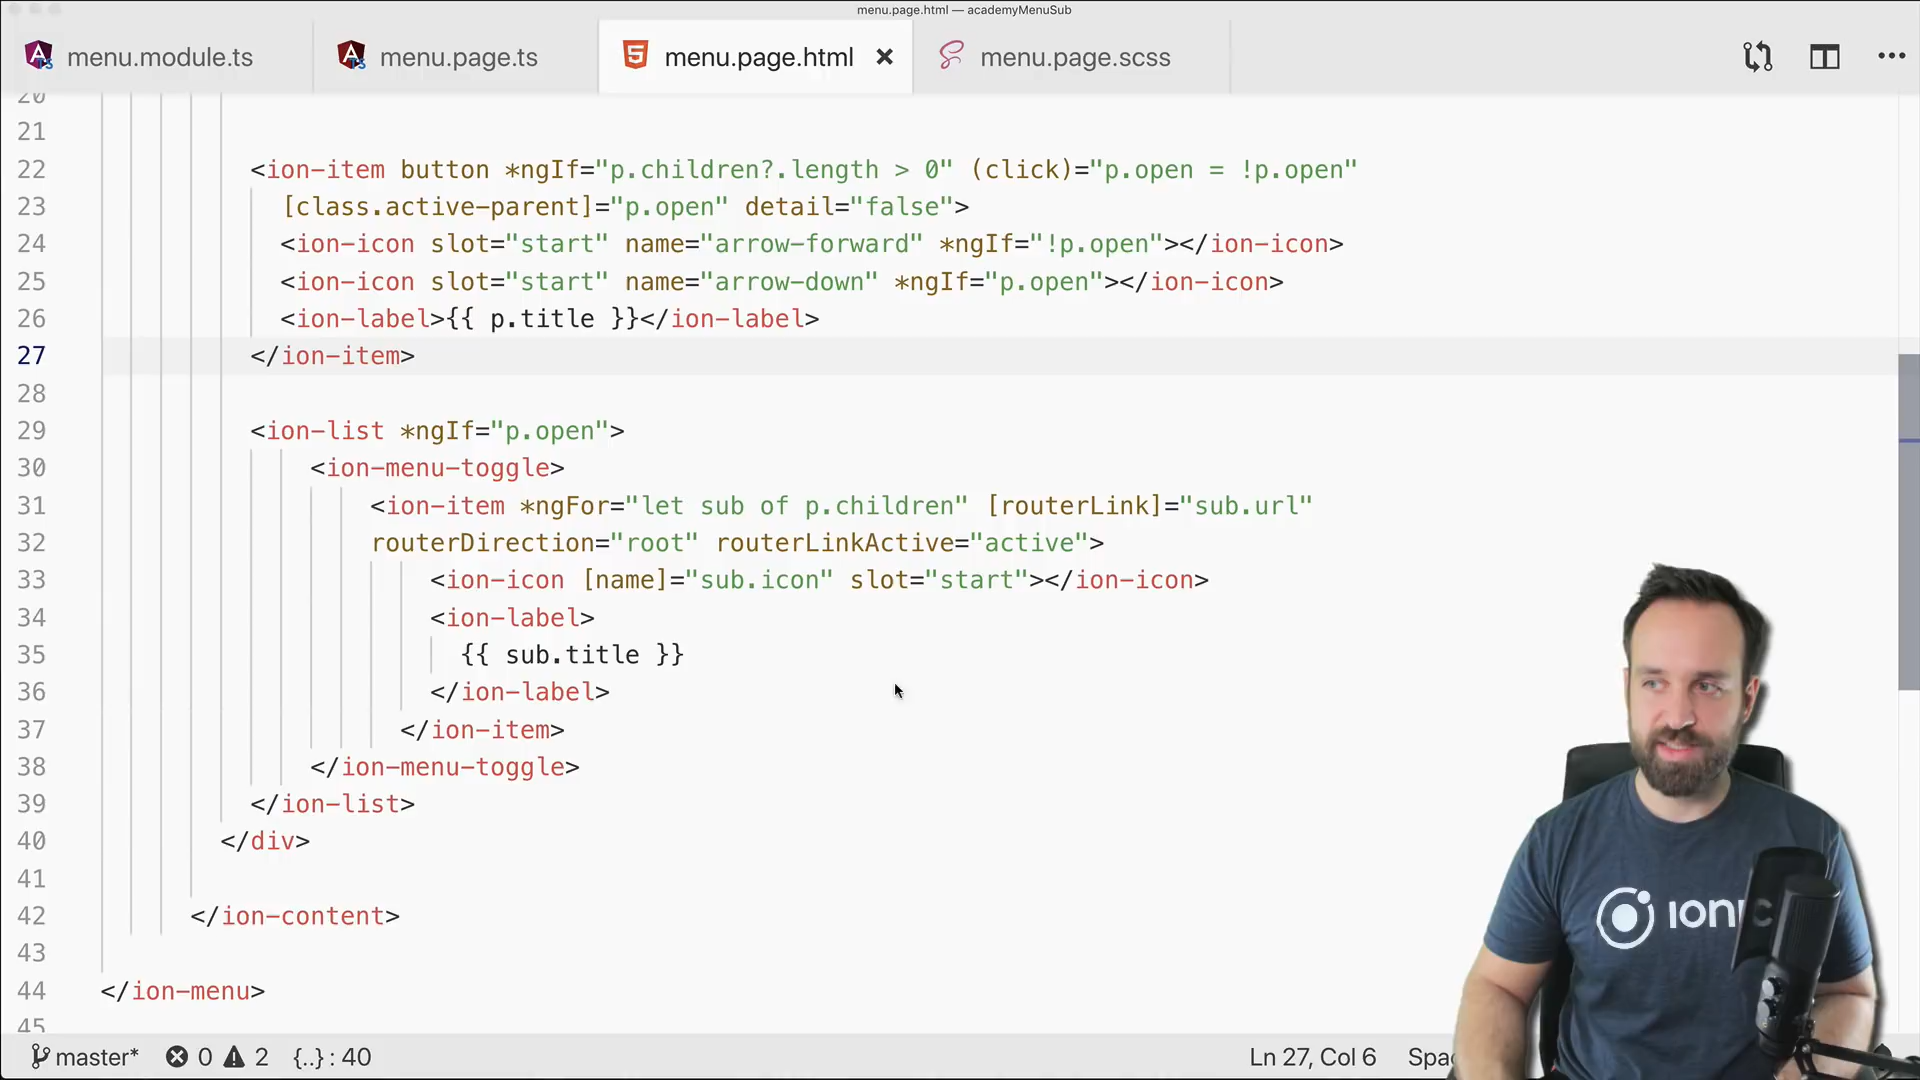 menu.page.html — academyMenuSub
menu.module.ts
menu.page.ts
menu.page.html
menu.page.scss
20
21
22 <ion-item button *ngIf="p.children?.length > 0" (click)="p.open = !p.open"
23 [class.active-parent]="p.open" detail="false">
24 <ion-icon slot="start" name="arrow-forward" *ngIf="!p.open"></ion-icon>
25 <ion-icon slot="start" name="arrow-down" *ngIf="p.open"></ion-icon>
26 <ion-label>{{ p.title }}</ion-label>
27 </ion-item>
28
29 <ion-list *ngIf="p.open">
30 <ion-menu-toggle>
31 <ion-item *ngFor="let sub of p.children" [routerLink]="sub.url"
32 routerDirection="root" routerLinkActive="active">
33 <ion-icon [name]="sub.icon" slot="start"></ion-icon>
34 <ion-label>
35 {{ sub.title }}
36 </ion-label>
37 </ion-item>
38 </ion-menu-toggle>
39 </ion-list>
40 </div>
41
42 </ion-content>
43
44 </ion-menu>
45
ionic
master* 0 2 {..} : 40 Ln 27, Col 6 Spac